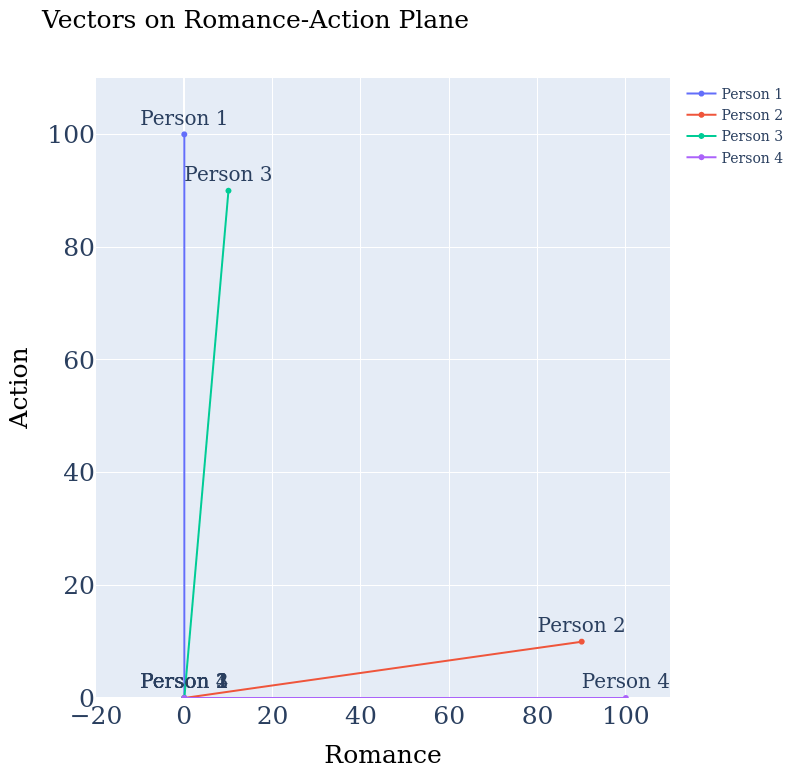 Vectors on Romance-Action Plane
Person 1
Person 2
Person 3
Person 4
Person 1
Person 3
Person 2
Person 4
Person
100
80
60
40
20
0
−20 0 20 40 60 80 100
Action
Romance